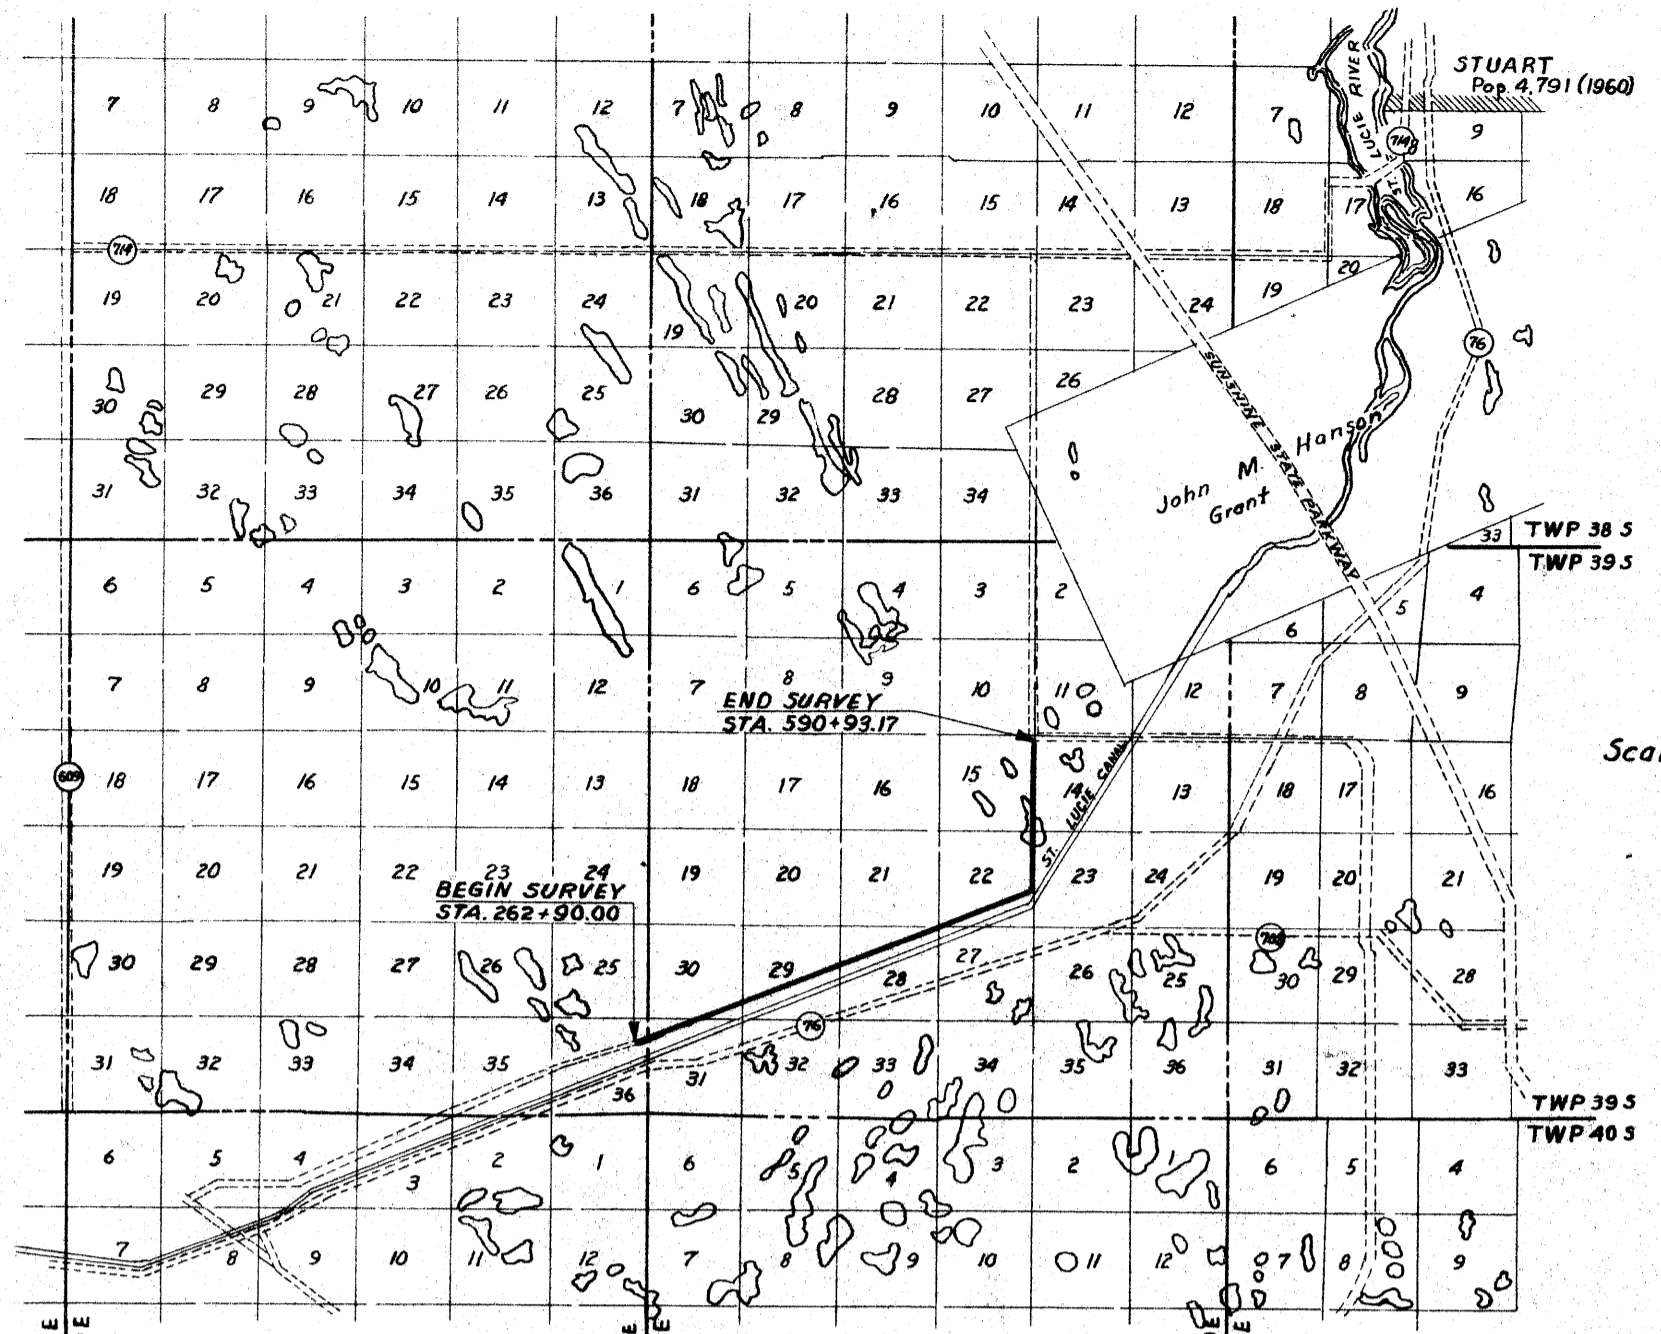 STUART
Pop. 4,791 (1960)
7 8 9 10 11 12 7 8 9 10 11 12 7 9
ST. LUCIE RIVER
714
18 17 16 15 14 13 18 17 16 15 14 13 18 17 16
714
19 20 21 22 23 24 19 20 21 22 23 24 19 20
76
30 29 28 27 26 25 30 29 28 27 26
SUNSHINE STATE PARKWAY
John M. Hanson
Grant
31 32 33 34 35 36 31 32 33 34 33
TWP 38 S
TWP 39 S
6 5 4 3 2 1 6 5 4 3 2 6 5 4
7 8 9 10 11 12 7 8 9 10 11 12 7 8 9
END SURVEY
STA. 590+93.17
609
18 17 16 15 14 13 18 17 16 15 14 13 18 17 16
ST. LUCIE CANAL
19 20 21 22 23 24 19 20 21 22 23 24 19 20 21
BEGIN SURVEY
STA. 262+90.00
708
30 29 28 27 26 25 30 29 28 27 26 25 30 29 28
76
31 32 33 34 35 36 31 32 33 34 35 36 31 32 33
TWP 39 S
TWP 40 S
6 5 4 3 2 1 6 5 4 3 2 1 6 5 4
7 8 9 10 11 12 7 8 9 10 11 12 7 8 9
E E E E E E